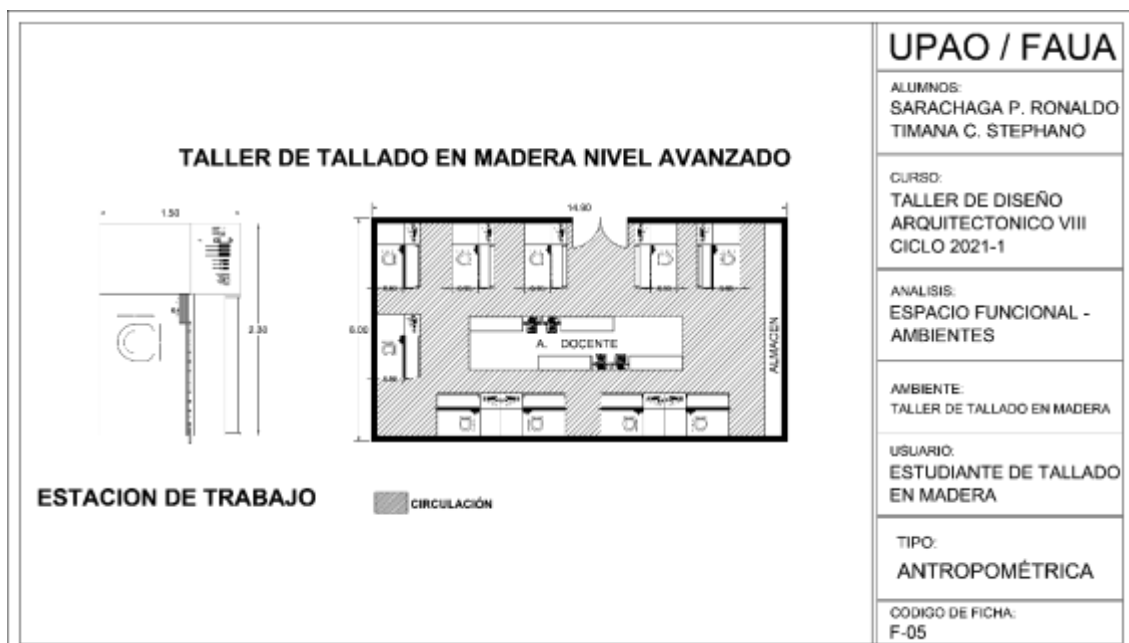 UPAO / FAUA
ALUMNOS:
SARACHAGA P. RONALDO
TIMANA C. STEPHANO
CURSO:
TALLER DE DISEÑO
ARQUITECTONICO VIII
CICLO 2021-1
ANALISIS:
ESPACIO FUNCIONAL -
AMBIENTES
AMBIENTE:
TALLER DE TALLADO EN MADERA
USUARIO:
ESTUDIANTE DE TALLADO
EN MADERA
TIPO:
ANTROPOMÉTRICA
CODIGO DE FICHA:
F-05
TALLER DE TALLADO EN MADERA NIVEL AVANZADO
1.50
2.30
14.90
A. DOCENTE
ALMACEN
ESTACION DE TRABAJO
CIRCULACIÓN